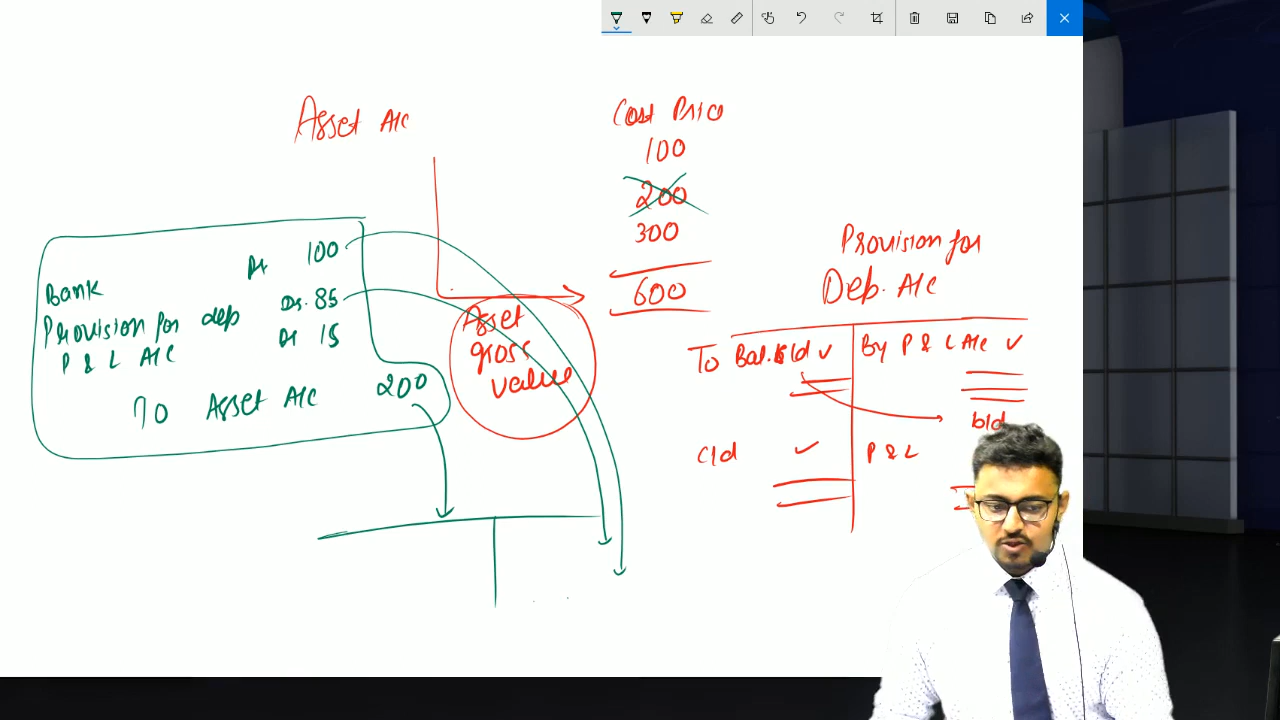 Asset A/c
Cost Price
100
200
300
600
Bank Dr 100
Provision for dep Dr. 85
P & L A/c Dr 15
To Asset A/c 200
Asset
gross
value
Provision for
Dep. A/c
To Bal. c/d ✓ By P & L A/c ✓
b/d
c/d ✓ P & L